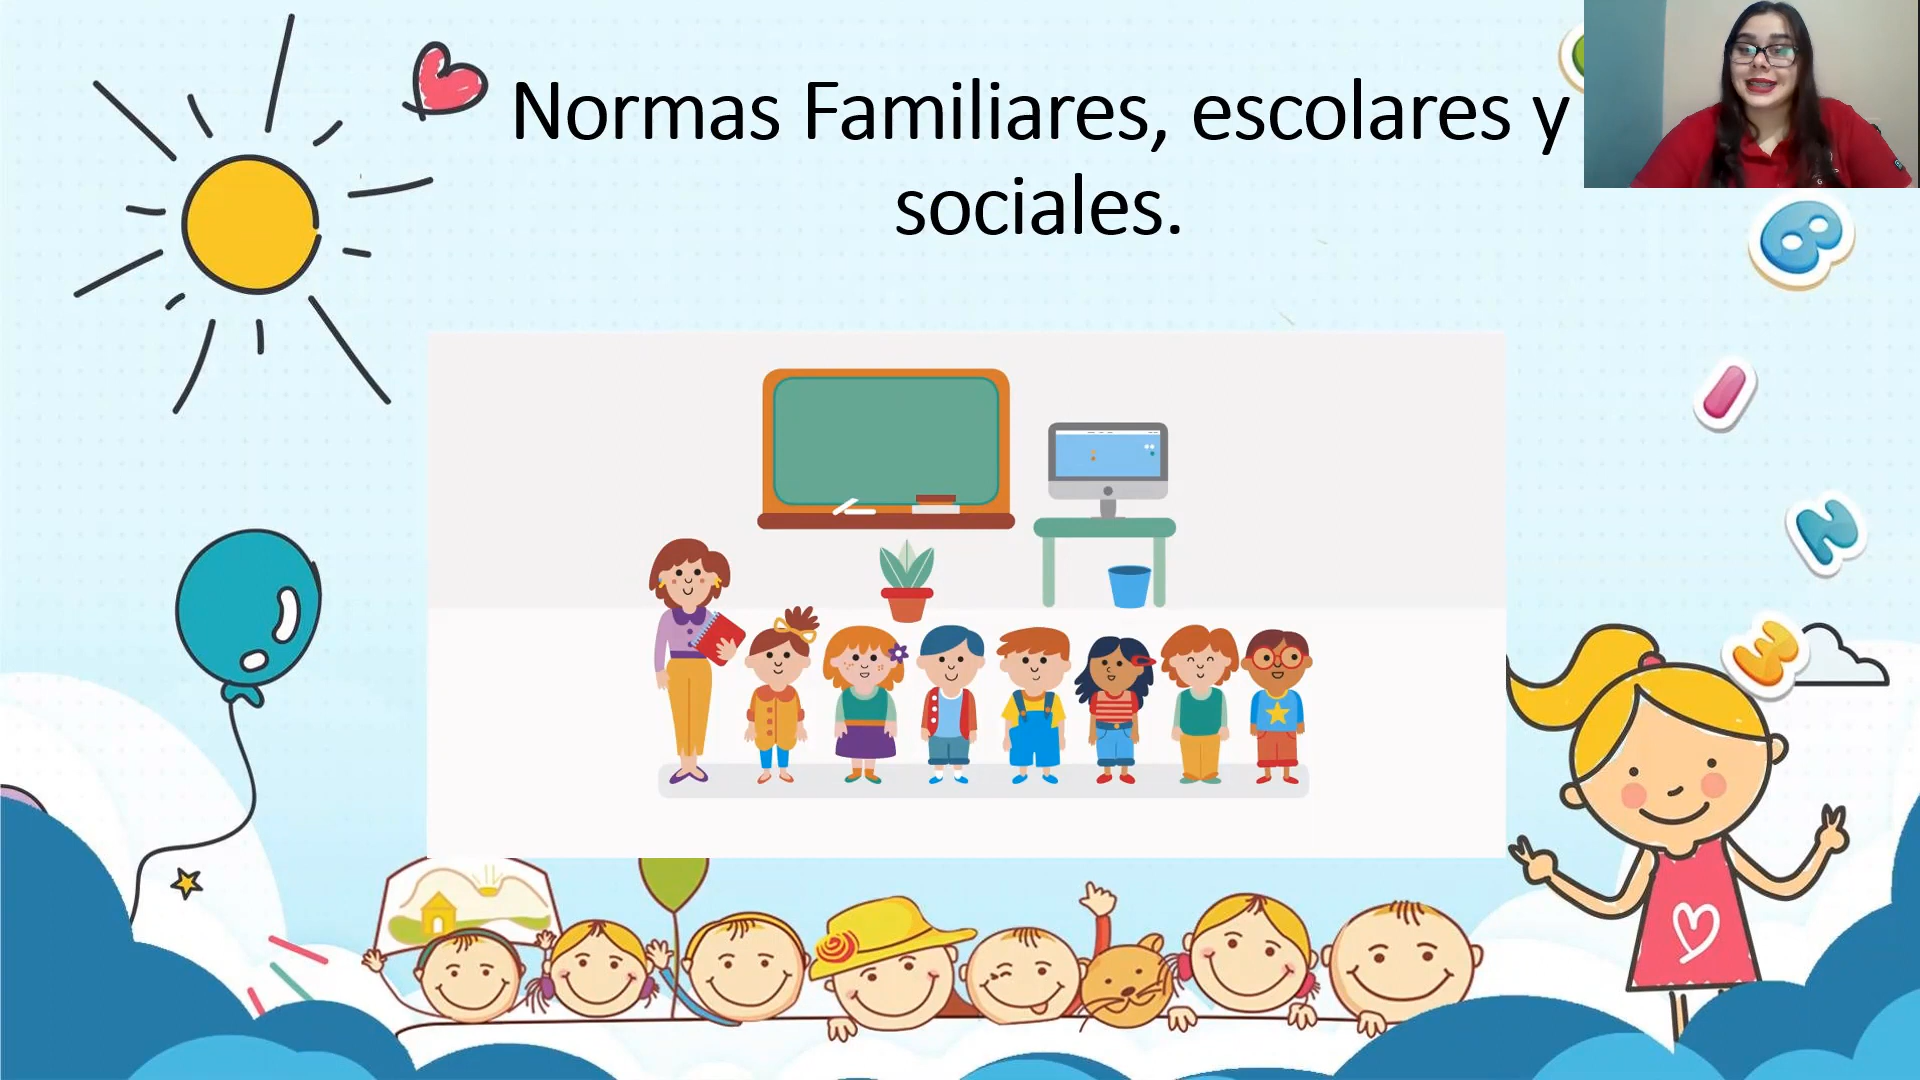 Normas Familiares, escolares y
sociales.
B
I
N
E